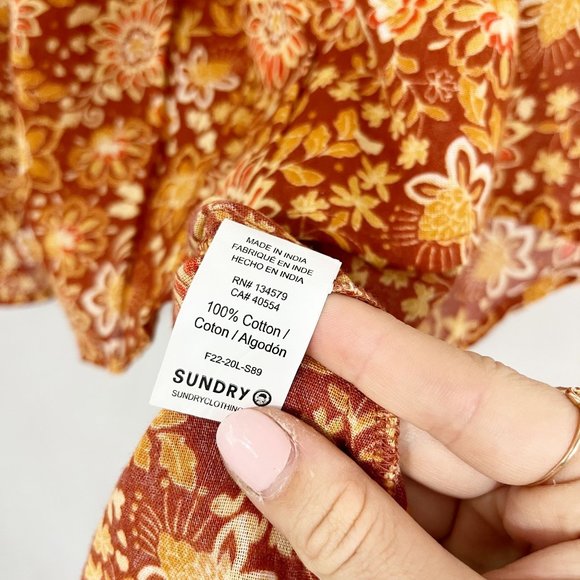 MADE IN INDIA
FABRIQUÉ EN INDE
HECHO EN INDIA
RN# 134579
CA# 40554
100% Cotton /
Coton / Algodón
F22-20L-S89
SUNDRY
SUNDRYCLOTHING